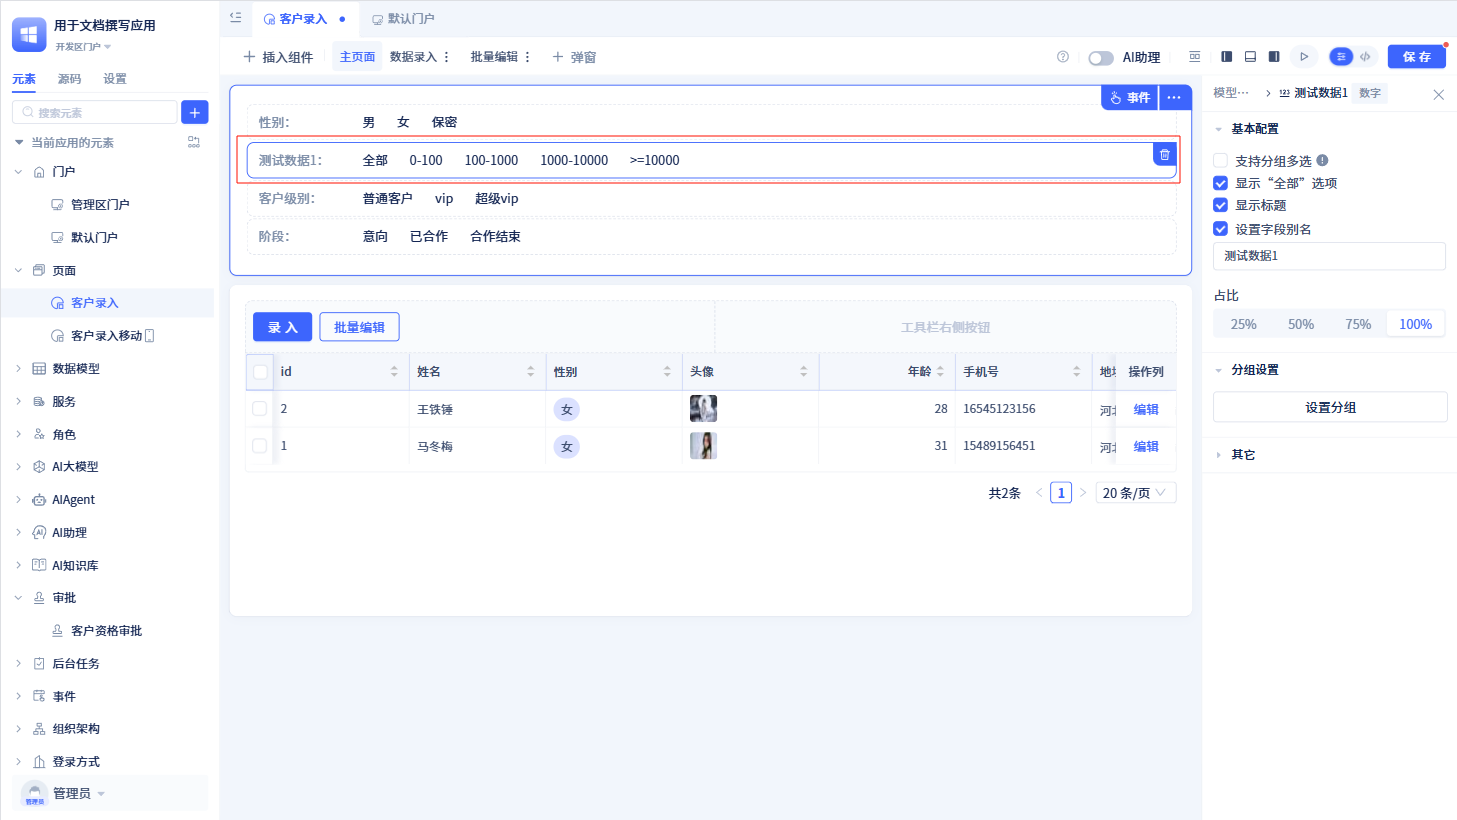 用于文档撰写应用
开发区门户
元素 源码 设置
搜索元素
当前应用的元素
门户
管理区门户
默认门户
页面
客户录入
客户录入移动
数据模型
服务
角色
AI大模型
AIAgent
AI助理
AI知识库
审批
客户资格审批
后台任务
事件
组织架构
登录方式
管理员
管理员
客户录入 默认门户
插入组件 主页面 数据录入 批量编辑 弹窗
AI助理
保存
事件
性别： 男 女 保密
测试数据1： 全部 0-100 100-1000 1000-10000 >=10000
客户级别： 普通客户 vip 超级vip
阶段： 意向 已合作 合作结束
录入 批量编辑 工具栏右侧按钮
id 姓名 性别 头像 年龄 手机号 地址 操作列
2 王铁锤 女 28 16545123156 河北 编辑
1 马冬梅 女 31 15489156451 河北 编辑
共2条 1 20 条/页
模型··· 测试数据1 数字
基本配置
支持分组多选
显示“全部”选项
显示标题
设置字段别名
测试数据1
占比
25% 50% 75% 100%
分组设置
设置分组
其它